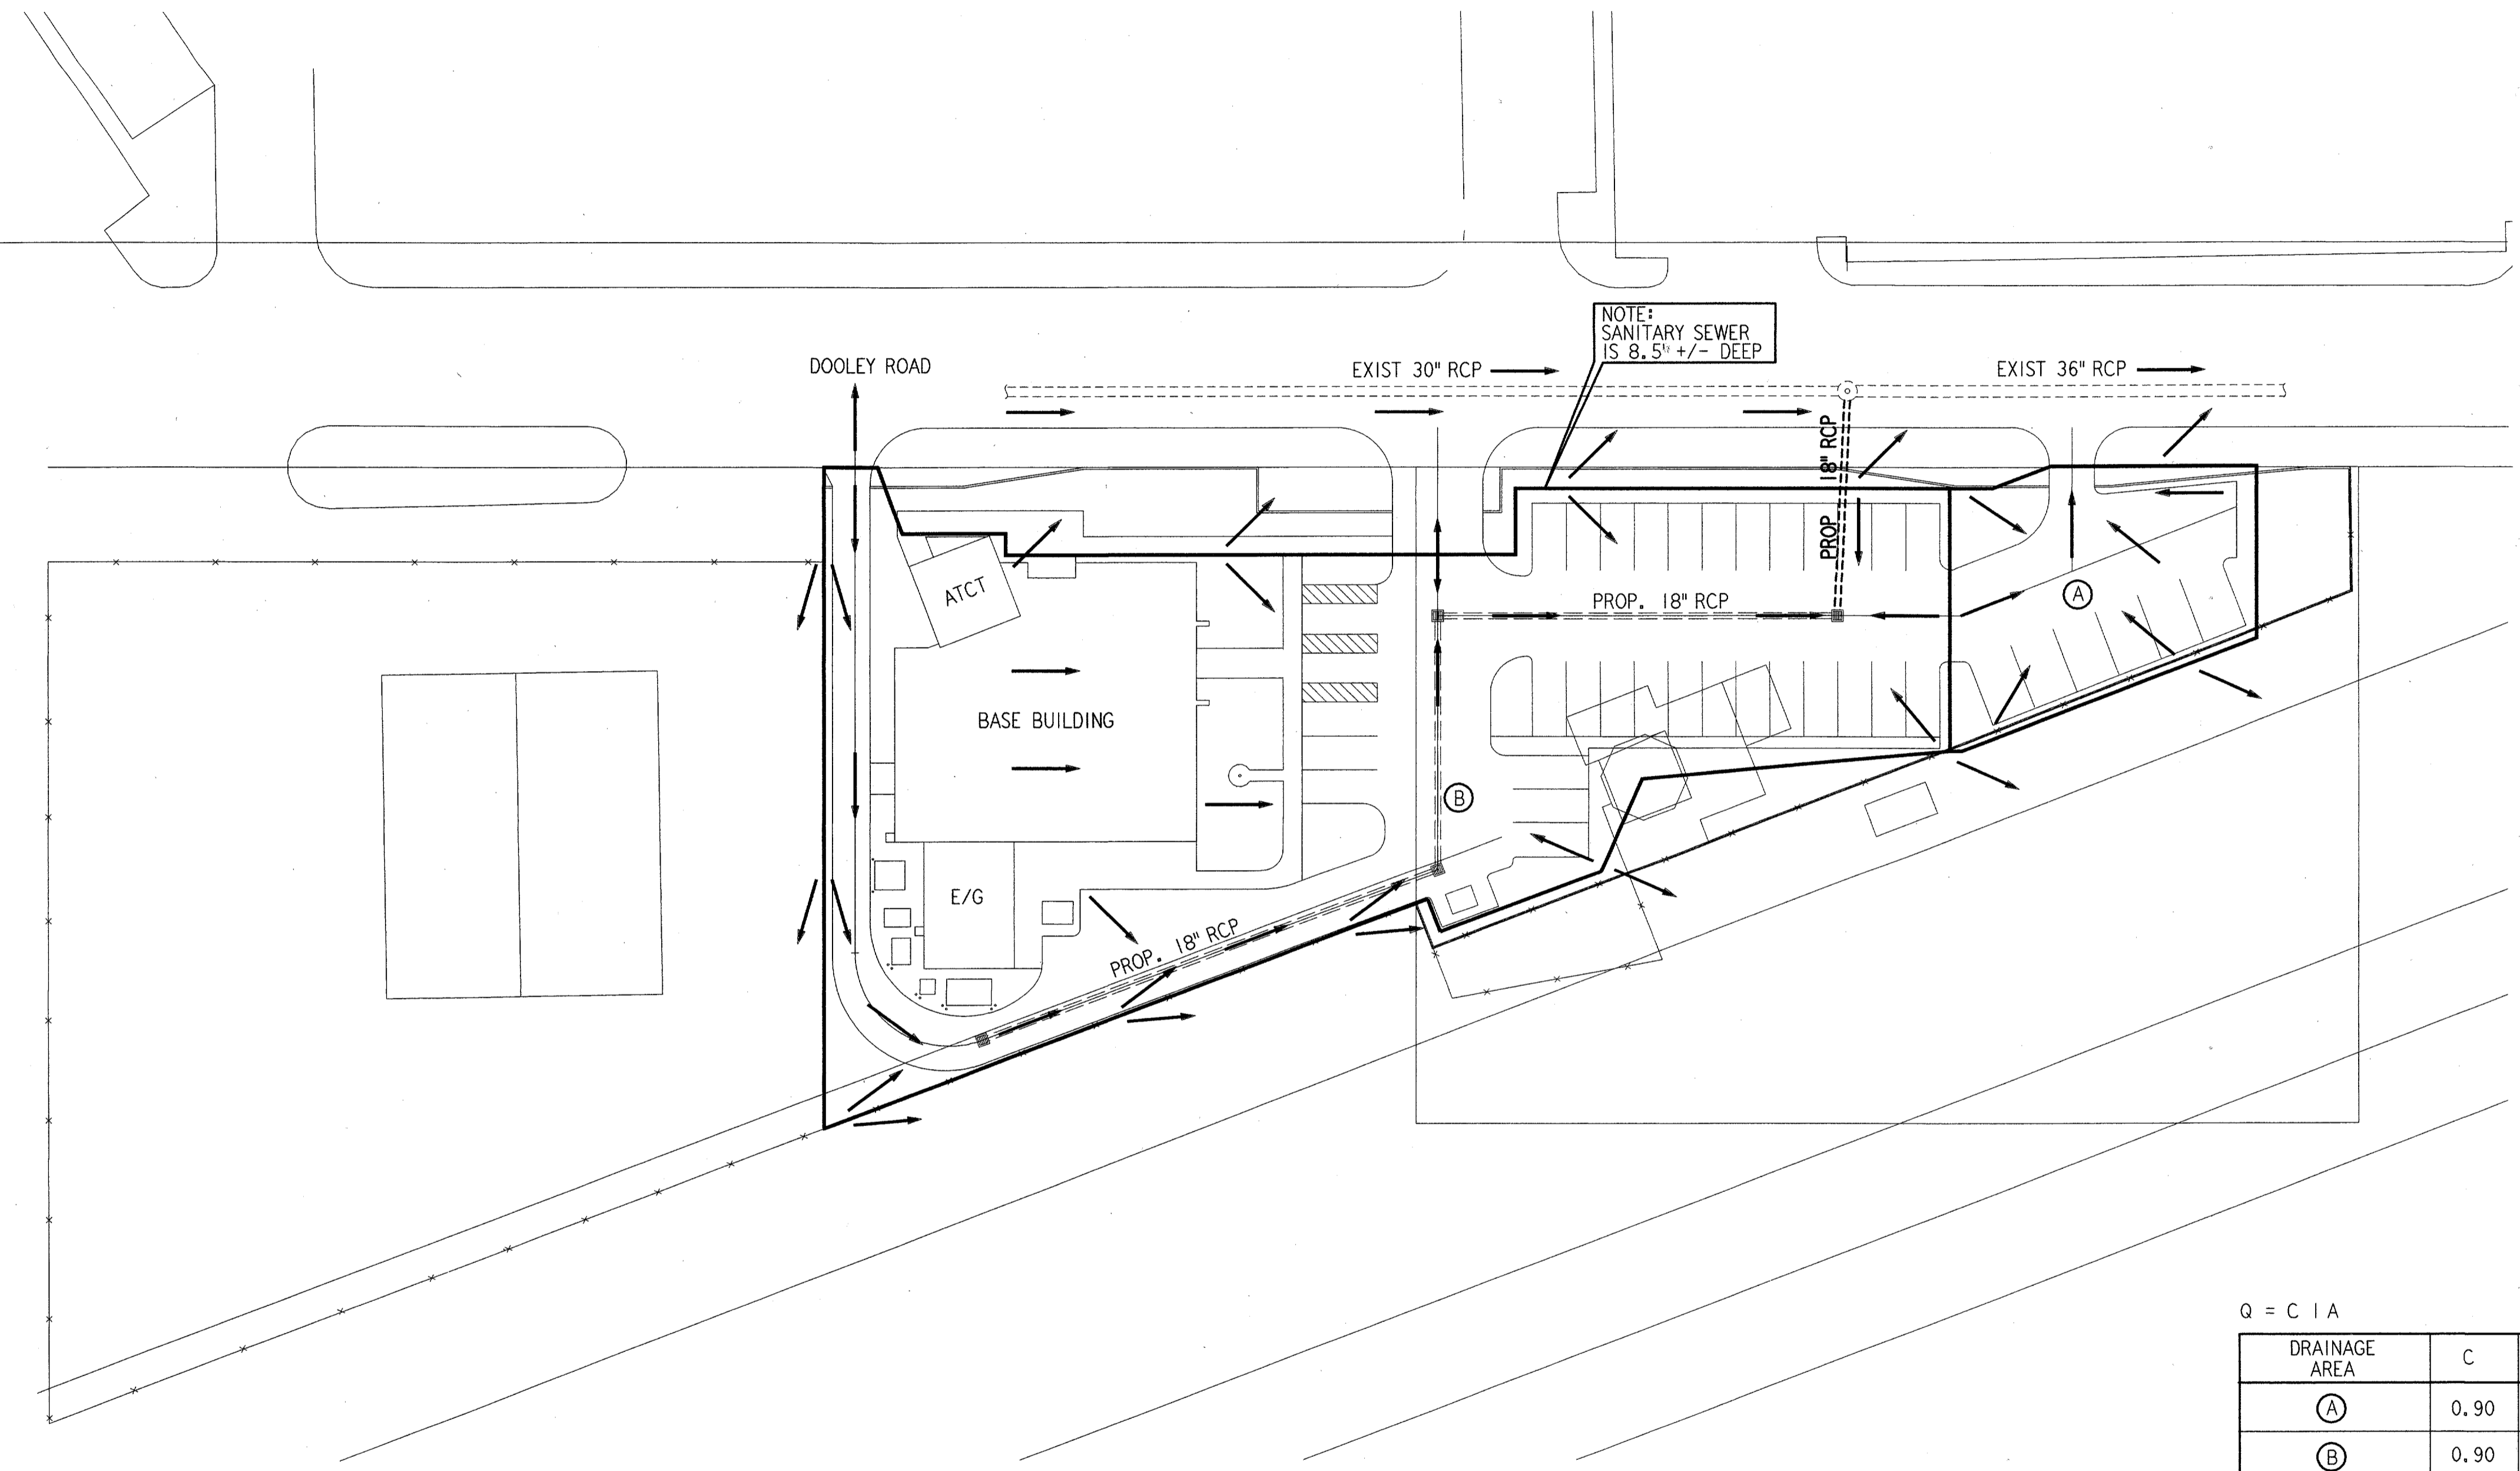 NOTE:
SANITARY SEWER
IS 8.5' +/- DEEP
DOOLEY ROAD
EXIST 30" RCP
EXIST 36" RCP
PROP 18" RCP
ATCT
PROP. 18" RCP
A
BASE BUILDING
B
E/G
PROP. 18" RCP
Q = C I A
DRAINAGE
AREA
C
A
0.90
B
0.90